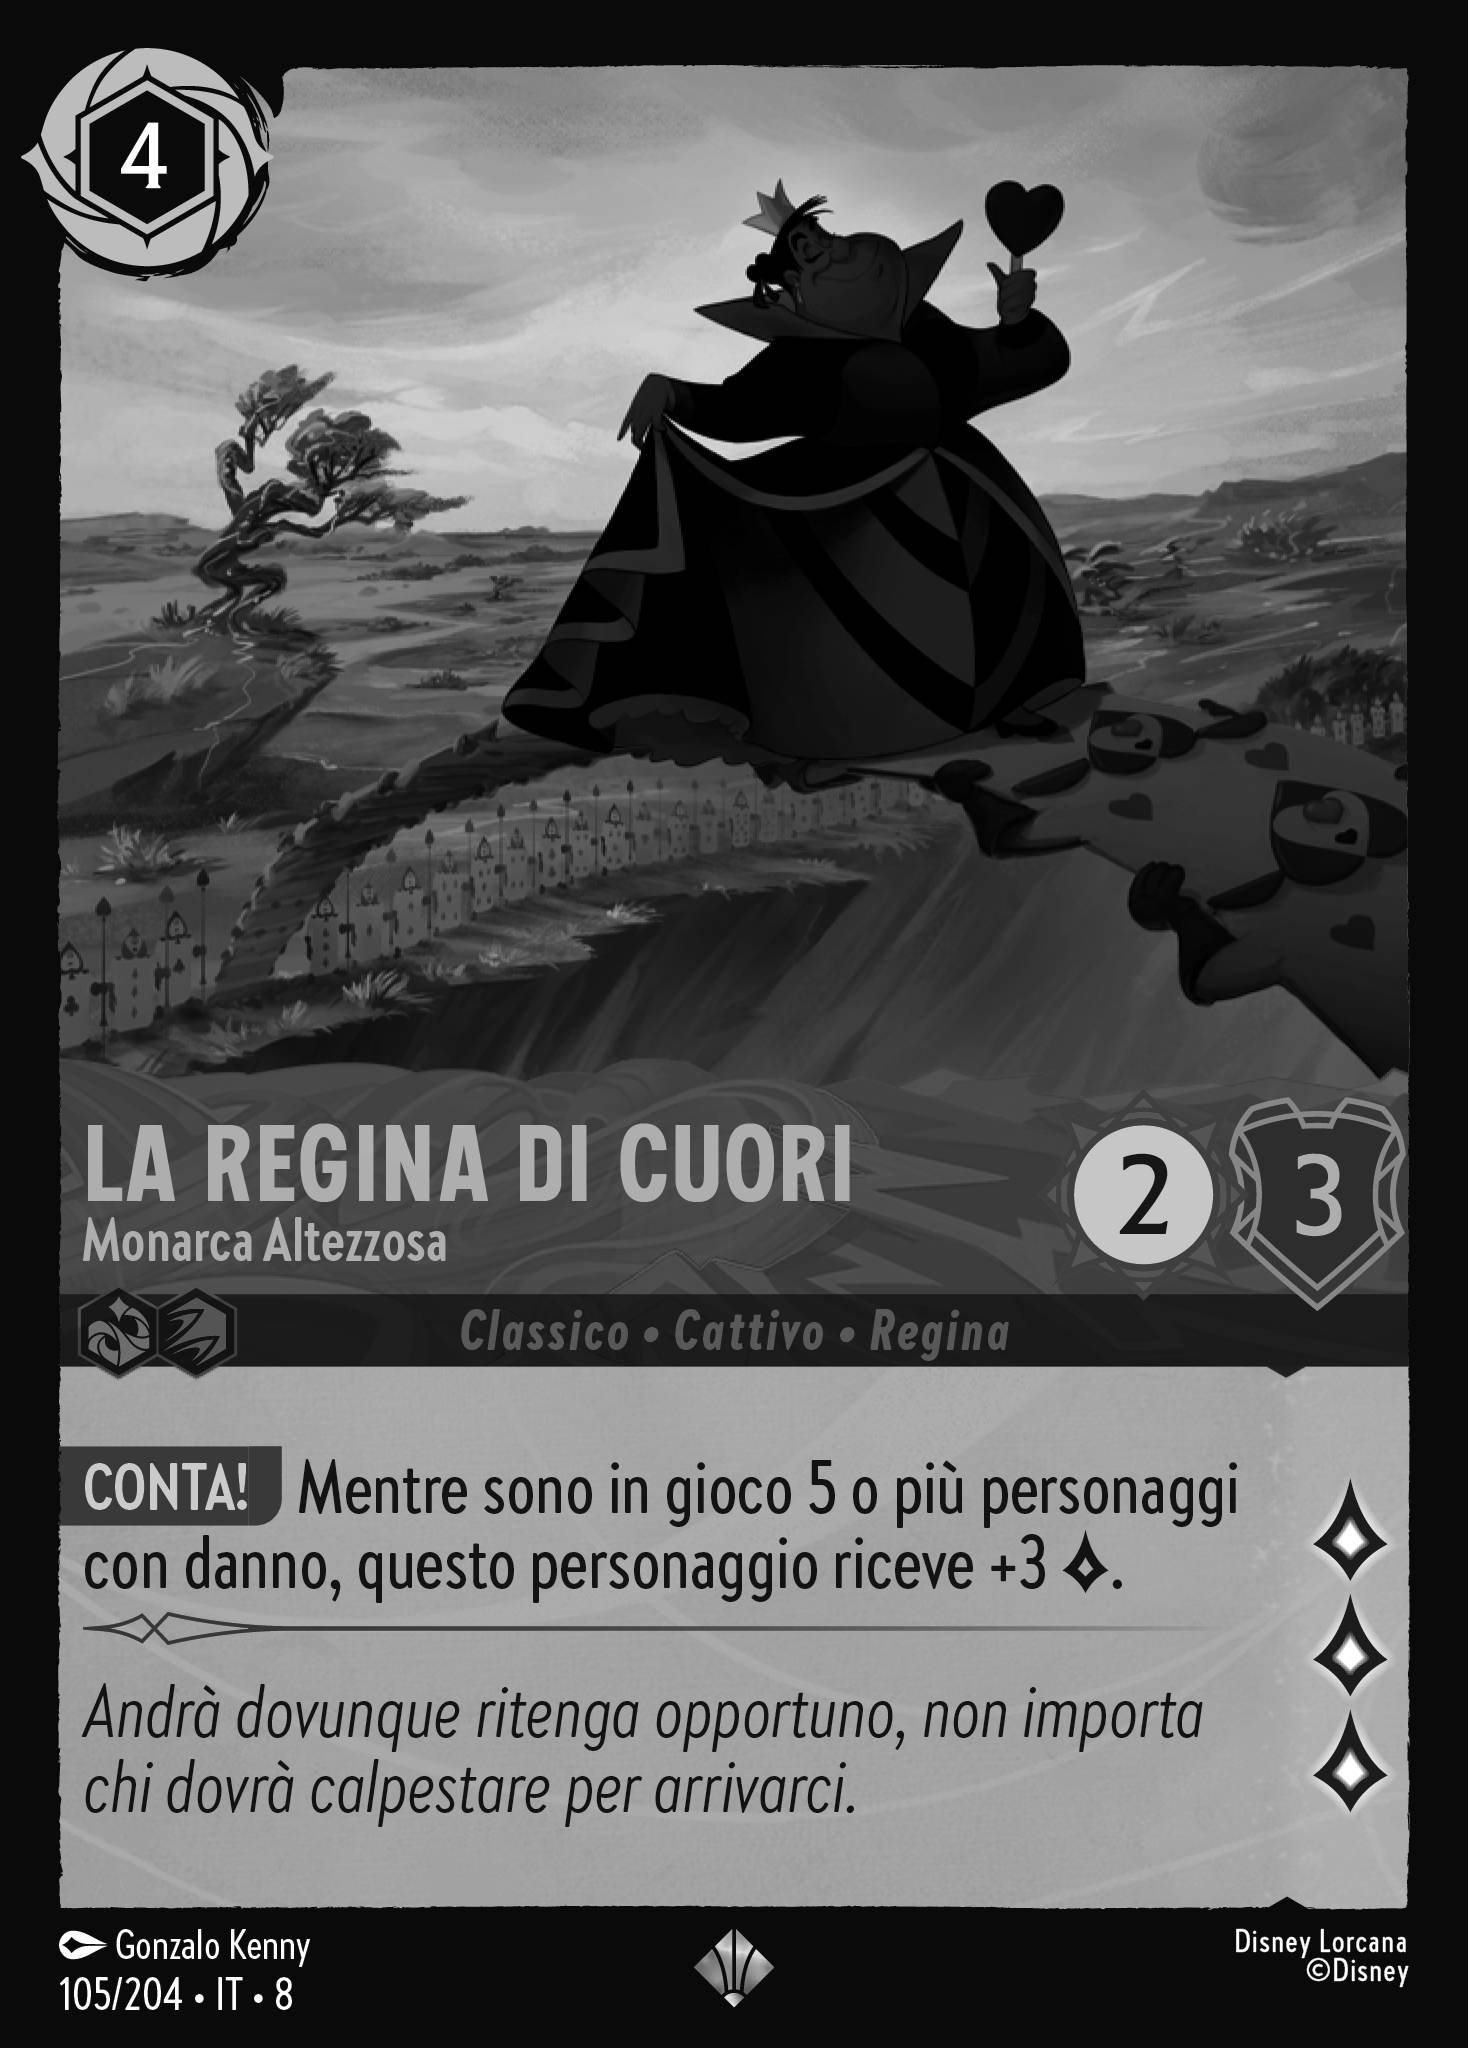 4
LA REGINA DI CUORI
Monarca Altezzosa
2
3
Classico • Cattivo • Regina
CONTA! Mentre sono in gioco 5 o più personaggi
con danno, questo personaggio riceve +3 .
Andrà dovunque ritenga opportuno, non importa
chi dovrà calpestare per arrivarci.
Gonzalo Kenny
105/204 • IT • 8
Disney Lorcana
©Disney